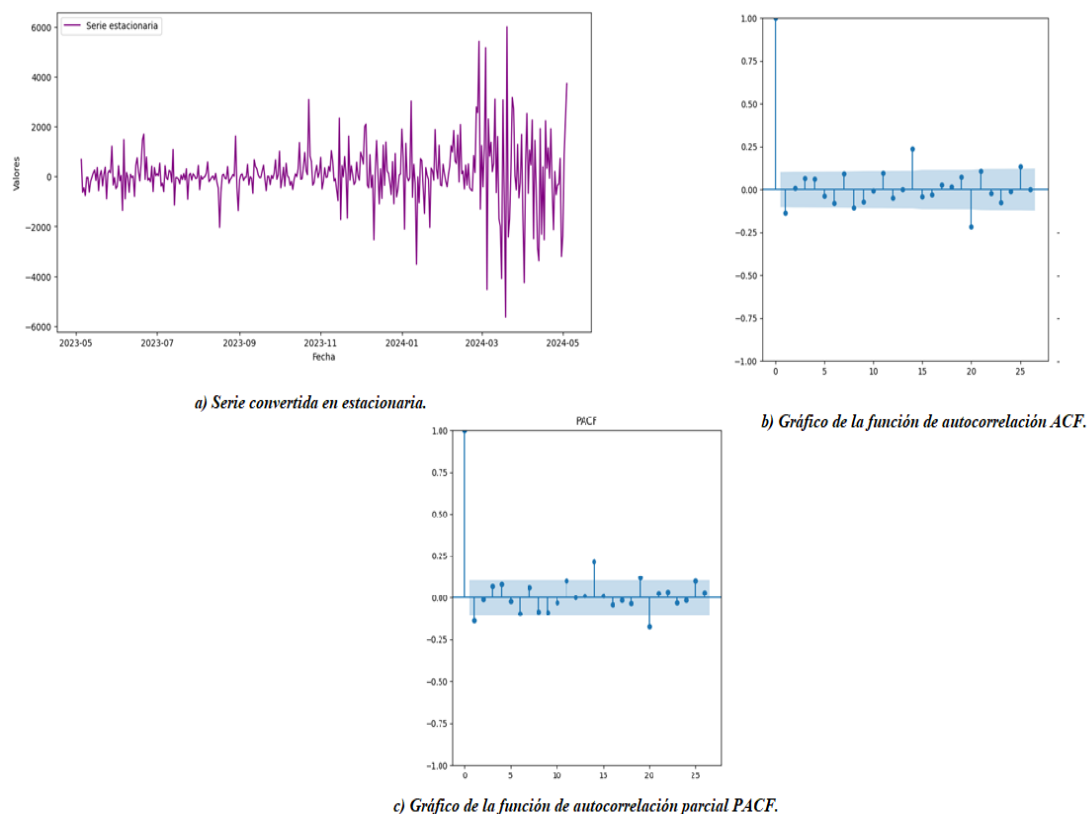 Serie estacionaria
6000
4000
2000
0
−2000
−4000
−6000
Valores
2023-05 2023-07 2023-09 2023-11 2024-01 2024-03 2024-05
Fecha
a) Serie convertida en estacionaria.
1.00
0.75
0.50
0.25
0.00
−0.25
−0.50
−0.75
−1.00
0 5 10 15 20 25
b) Gráfico de la función de autocorrelación ACF.
PACF
1.00
0.75
0.50
0.25
0.00
−0.25
−0.50
−0.75
−1.00
0 5 10 15 20 25
c) Gráfico de la función de autocorrelación parcial PACF.